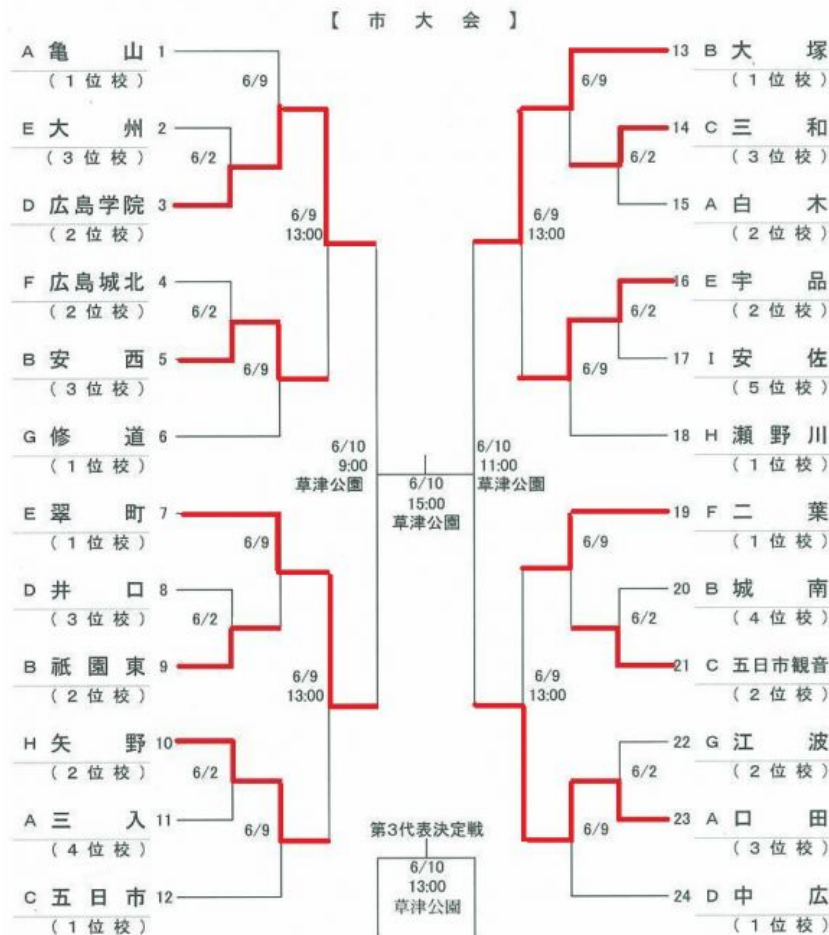 【 市 大 会 】
A 亀 山 1
(1位校)
E 大 州 2
(3位校)
D 広島学院 3
(2位校)
F 広島城北 4
(2位校)
B 安 西 5
(3位校)
G 修 道 6
(1位校)
E 翠 町 7
(1位校)
D 井 口 8
(3位校)
B 祇園東 9
(2位校)
H 矢 野 10
(2位校)
A 三 入 11
(4位校)
C 五日市 12
(1位校)
6/9
6/2
6/9
13:00
6/2
6/9
6/9
6/2
6/9
13:00
6/2
6/9
6/10
9:00
草津公園
6/10
15:00
草津公園
6/10
11:00
草津公園
第3代表決定戦
6/10
13:00
草津公園
6/9
6/2
6/9
13:00
6/2
6/9
6/9
6/2
6/9
13:00
6/2
6/9
13 B 大 塚
(1位校)
14 C 三 和
(3位校)
15 A 白 木
(2位校)
16 E 宇 品
(2位校)
17 I 安 佐
(5位校)
18 H 瀬野川
(1位校)
19 F 二 葉
(1位校)
20 B 城 南
(4位校)
21 C 五日市観音
(2位校)
22 G 江 波
(2位校)
23 A 口 田
(3位校)
24 D 中 広
(1位校)